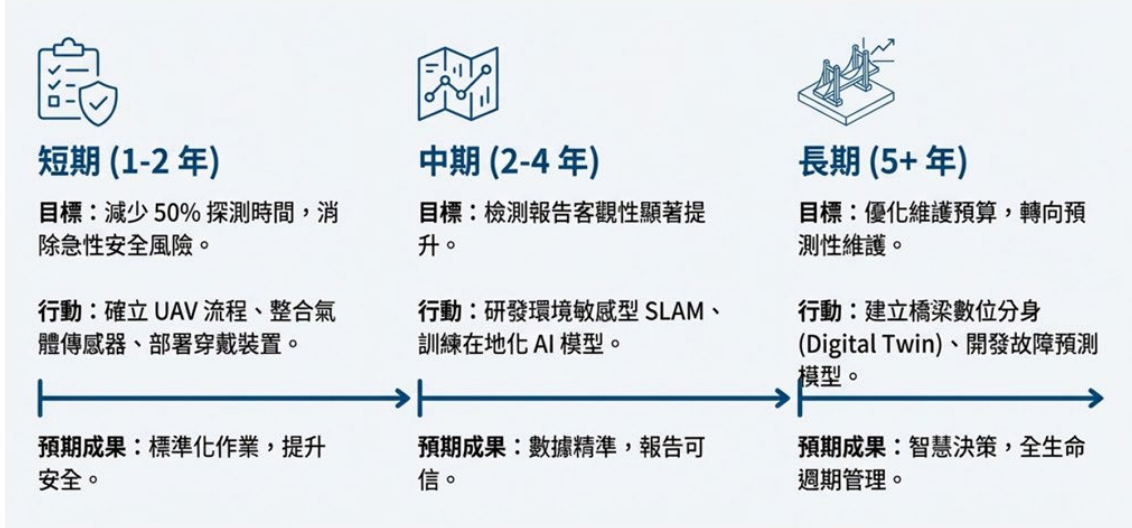 短期 (1-2 年)
目標：減少 50% 探測時間，消
除急性安全風險。
行動：確立 UAV 流程、整合氣
體傳感器、部署穿戴裝置。
預期成果：標準化作業，提升
安全。
中期 (2-4 年)
目標：檢測報告客觀性顯著提
升。
行動：研發環境敏感型 SLAM、
訓練在地化 AI 模型。
預期成果：數據精準，報告可
信。
長期 (5+ 年)
目標：優化維護預算，轉向預
測性維護。
行動：建立橋梁數位分身
(Digital Twin)、開發故障預測
模型。
預期成果：智慧決策，全生命
週期管理。